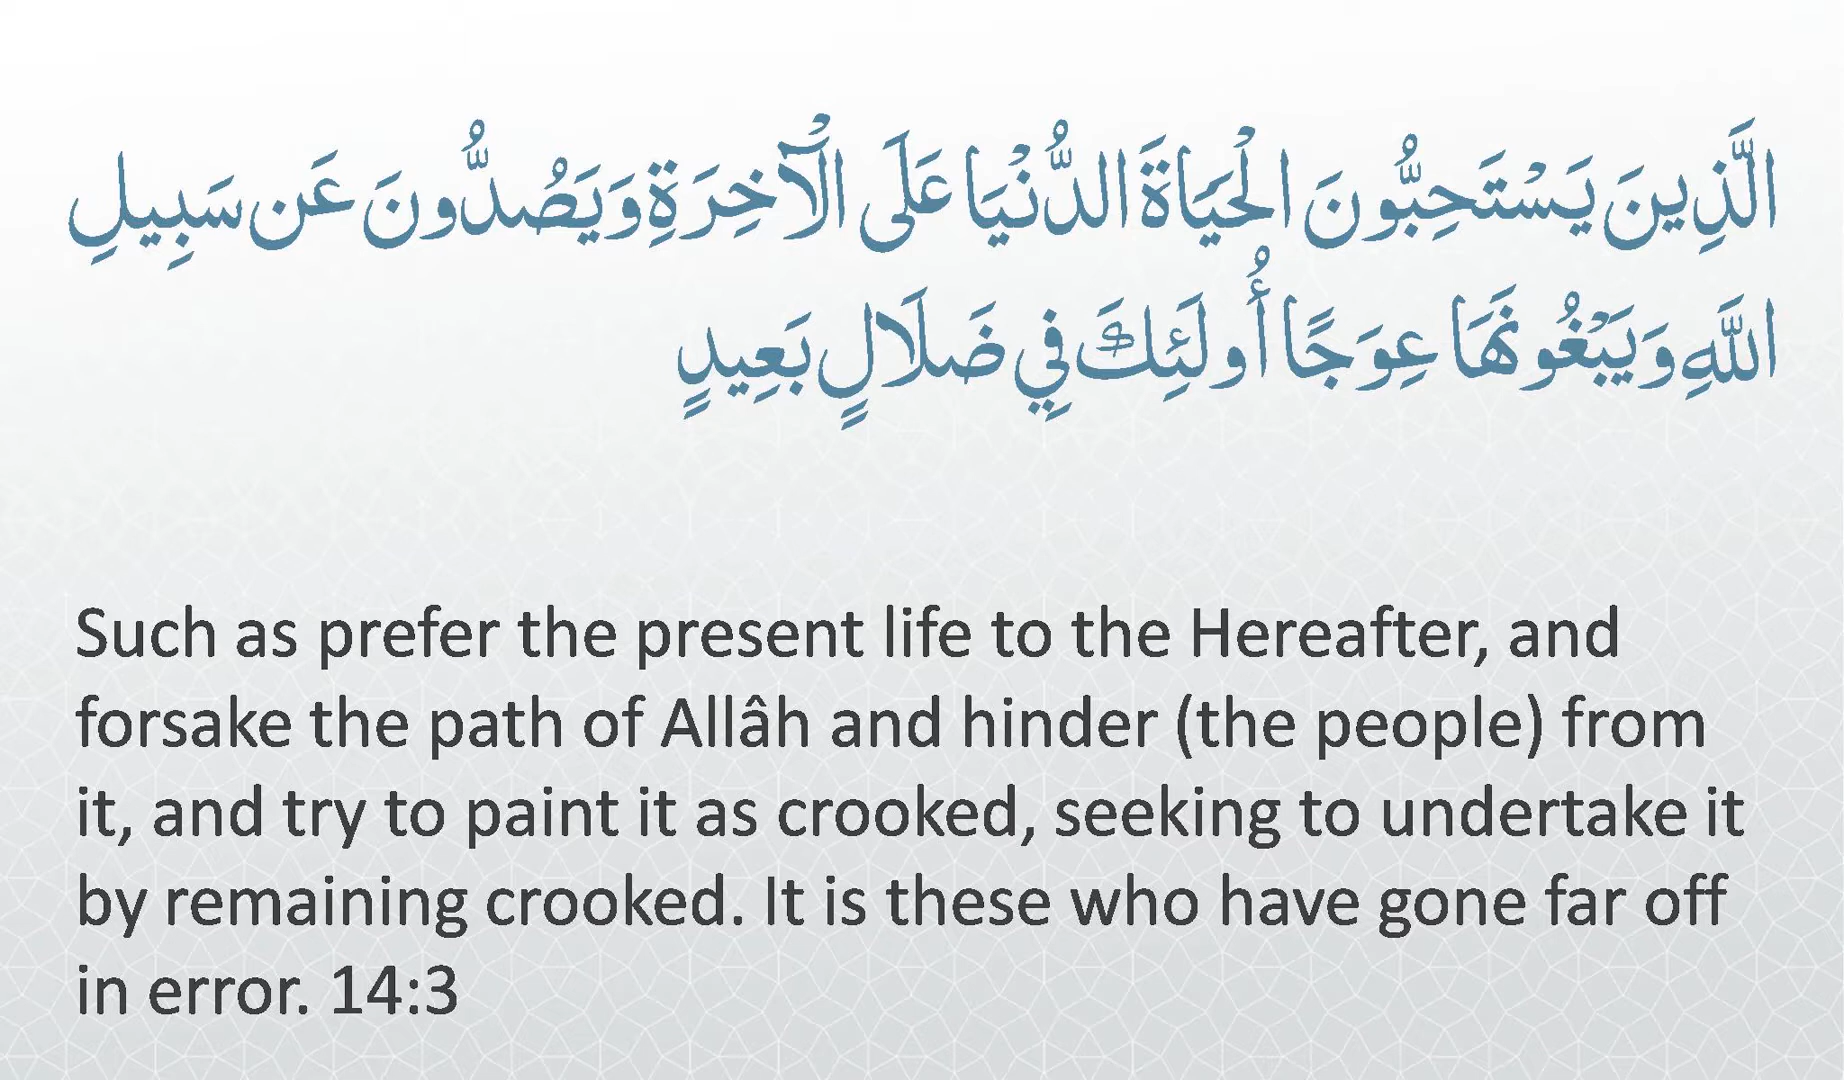 الَّذِينَ يَسْتَحِبُّونَ الْحَيَاةَ الدُّنْيَا عَلَى الْآخِرَةِ وَيَصُدُّونَ عَن سَبِيلِ
اللَّهِ وَيَبْغُونَهَا عِوَجًا أُولَئِكَ فِي ضَلَالٍ بَعِيدٍ
Such as prefer the present life to the Hereafter, and
forsake the path of Allâh and hinder (the people) from
it, and try to paint it as crooked, seeking to undertake it
by remaining crooked. It is these who have gone far off
in error. 14:3